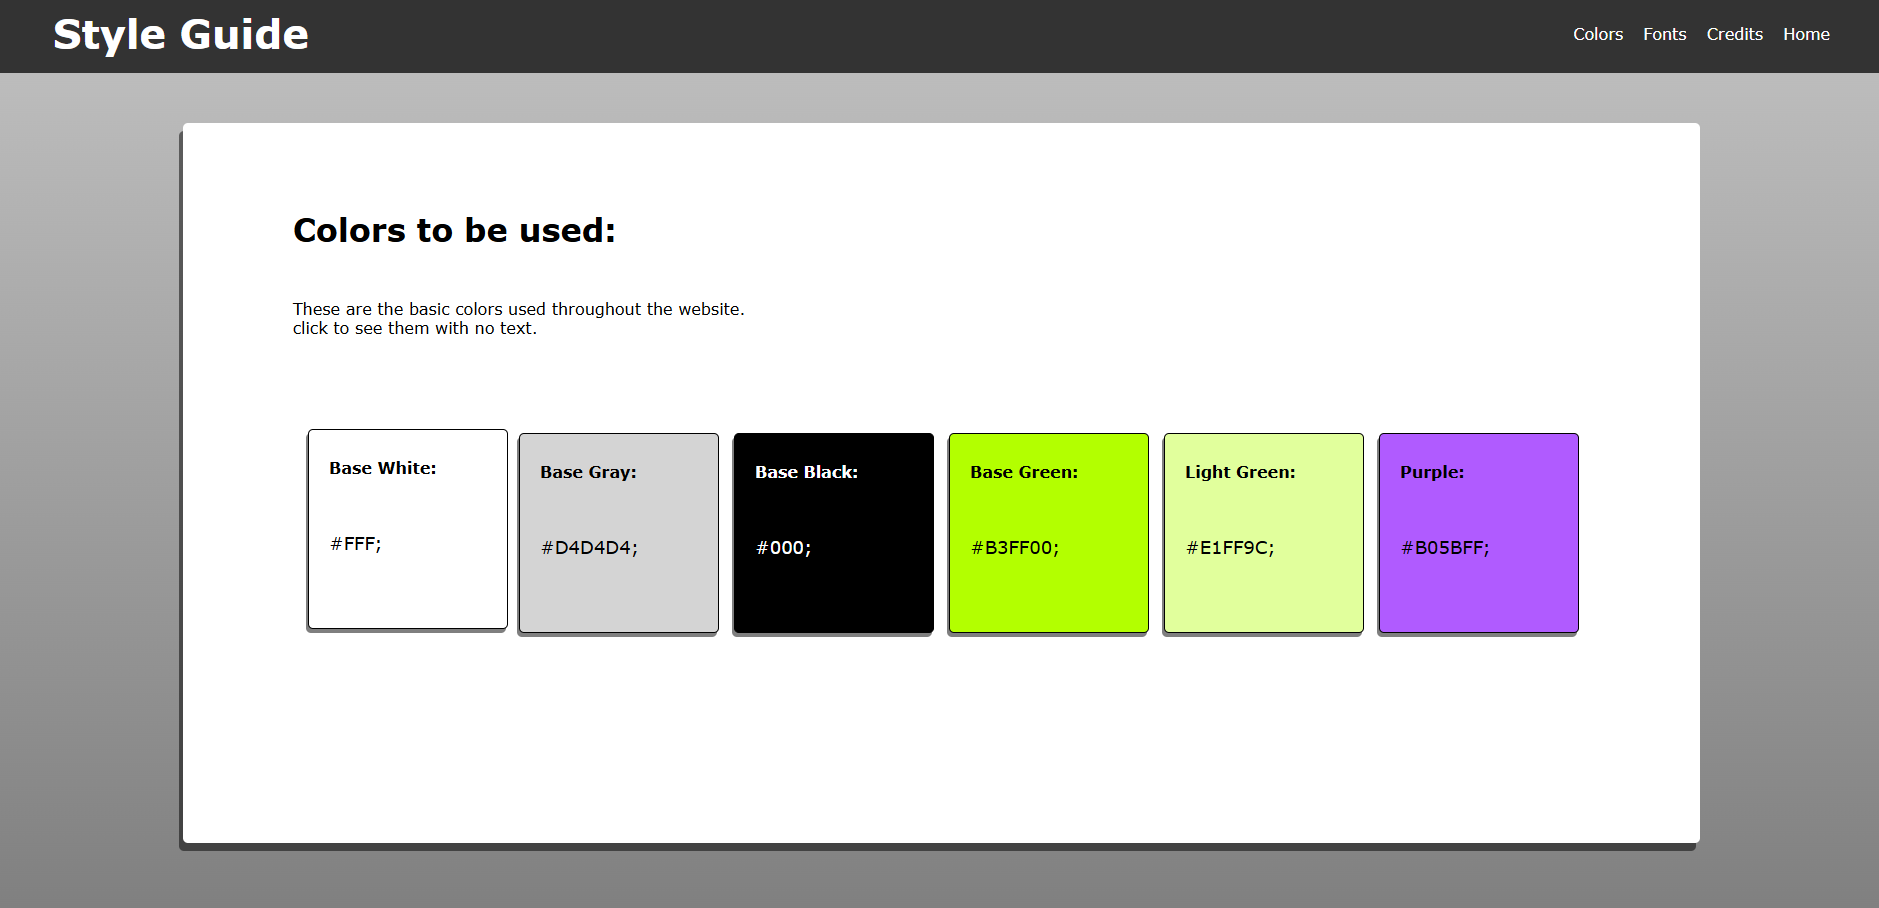 Style Guide
Colors Fonts Credits Home
Colors to be used:
These are the basic colors used throughout the website.
click to see them with no text.
Base White:
#FFF;
Base Gray:
#D4D4D4;
Base Black:
#000;
Base Green:
#B3FF00;
Light Green:
#E1FF9C;
Purple:
#B05BFF;